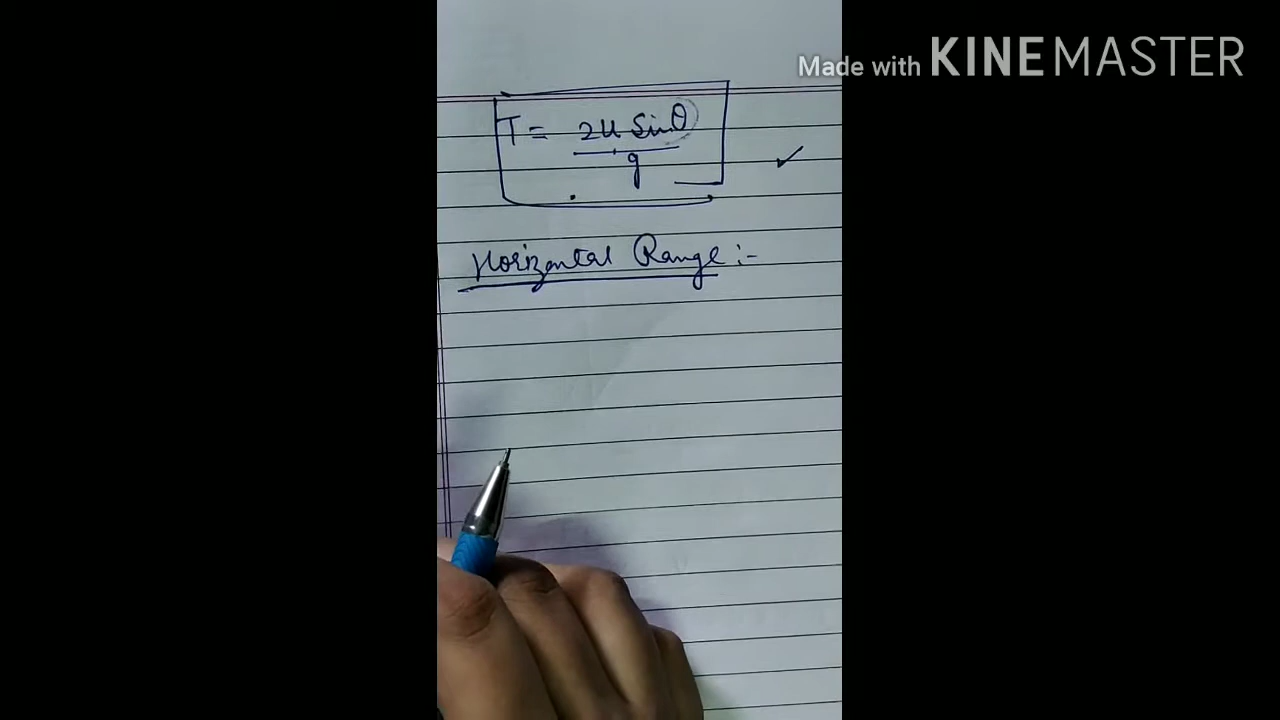 Made with KINEMASTER
T = 2u Sinθ
g
Horizontal Range :-